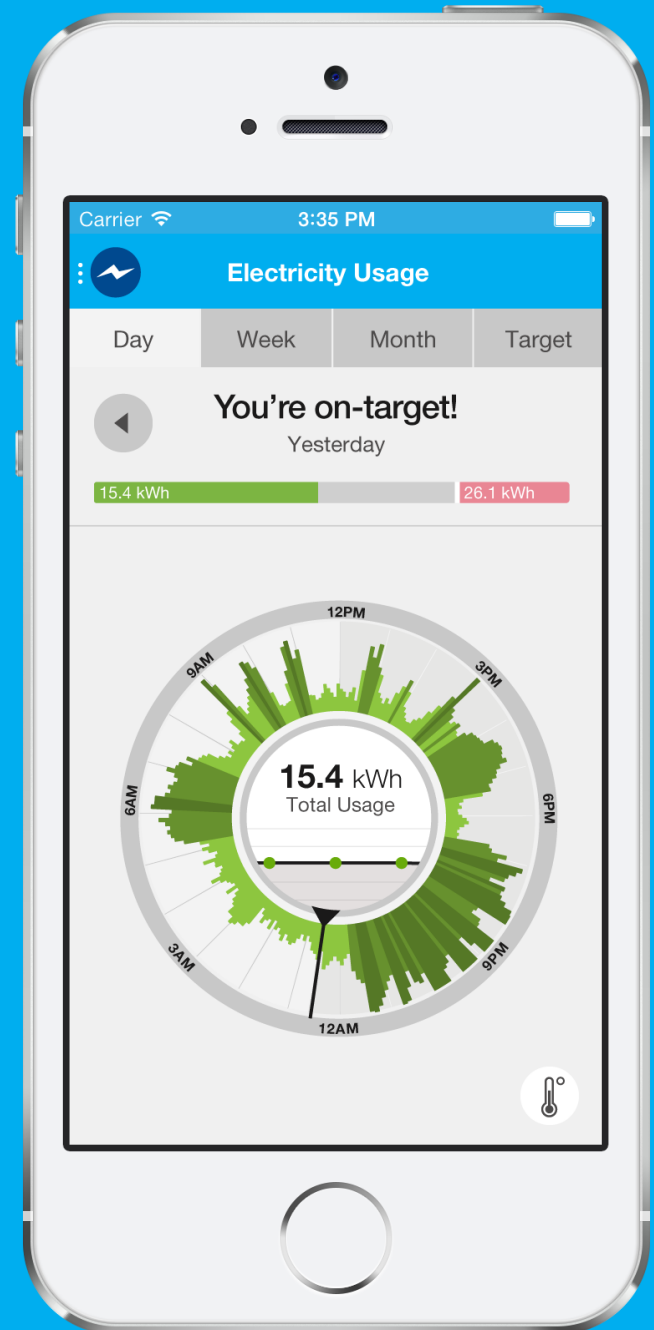 Carrier 3:35 PM
Electricity Usage
Day Week Month Target
You're on-target!
Yesterday
15.4 kWh 26.1 kWh
12PM
9AM 3PM
15.4 kWh
Total Usage
6AM 6PM
3AM 9PM
12AM